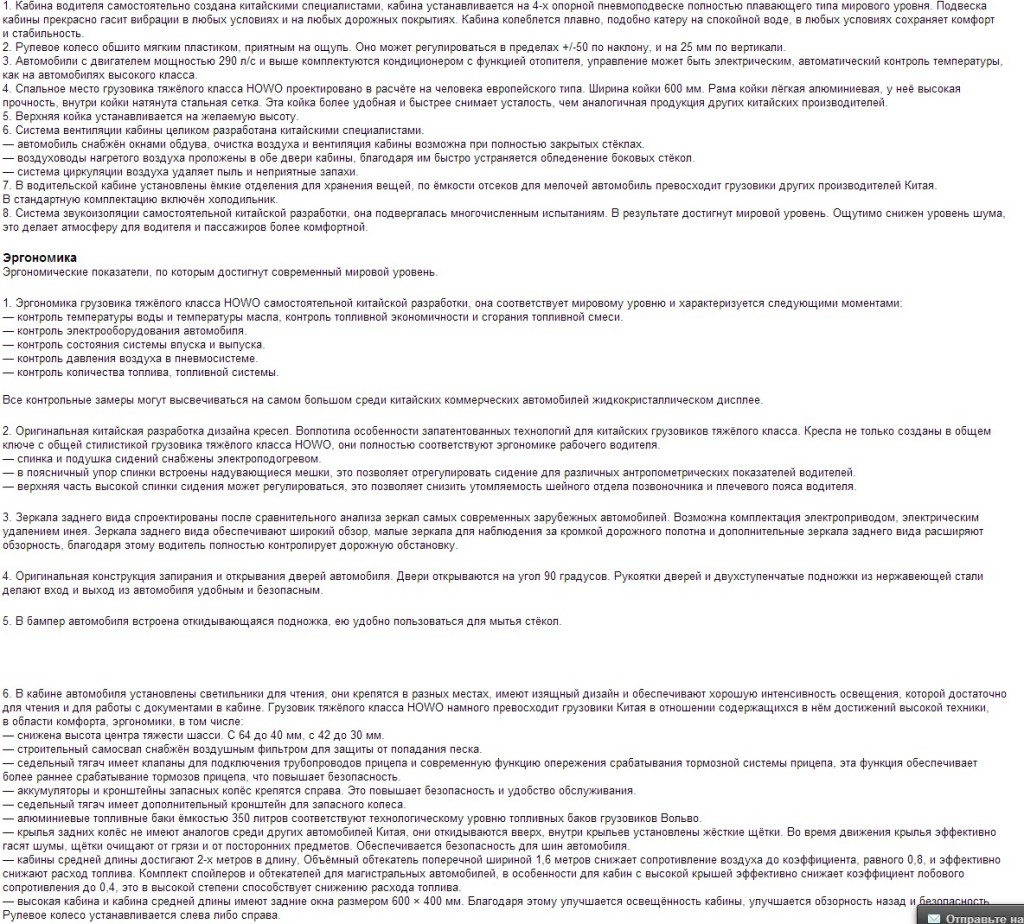 1. Кабина водителя самостоятельно создана китайскими специалистами, кабина устанавливается на 4-х опорной пневмоподвеске полностью плавающего типа мирового уровня. Подвеска
кабины прекрасно гасит вибрации в любых условиях и на любых дорожных покрытиях. Кабина колеблется плавно, подобно катеру на спокойной воде, в любых условиях сохраняет комфорт
и стабильность.
2. Рулевое колесо обшито мягким пластиком, приятным на ощупь. Оно может регулироваться в пределах +/-50 по наклону, и на 25 мм по вертикали.
3. Автомобили с двигателем мощностью 290 л/с и выше комплектуются кондиционером с функцией отопителя, управление может быть электрическим, автоматический контроль температуры,
как на автомобилях высокого класса.
4. Спальное место грузовика тяжёлого класса HOWO проектировано в расчёте на человека европейского типа. Ширина койки 600 мм. Рама койки лёгкая алюминиевая, у неё высокая
прочность, внутри койки натянута стальная сетка. Эта койка более удобная и быстрее снимает усталость, чем аналогичная продукция других китайских производителей.
5. Верхняя койка устанавливается на желаемую высоту.
6. Система вентиляции кабины целиком разработана китайскими специалистами.
— автомобиль снабжён окнами обдува, очистка воздуха и вентиляция кабины возможна при полностью закрытых стёклах.
— воздуховоды нагретого воздуха проложены в обе двери кабины, благодаря им быстро устраняется обледенение боковых стёкол.
— система циркуляции воздуха удаляет пыль и неприятные запахи.
7. В водительской кабине установлены ёмкие отделения для хранения вещей, по ёмкости отсеков для мелочей автомобиль превосходит грузовики других производителей Китая.
В стандартную комплектацию включён холодильник.
8. Система звукоизоляции самостоятельной китайской разработки, она подвергалась многочисленным испытаниям. В результате достигнут мировой уровень. Ощутимо снижен уровень шума,
это делает атмосферу для водителя и пассажиров более комфортной.
Эргономика
Эргономические показатели, по которым достигнут современный мировой уровень.
1. Эргономика грузовика тяжёлого класса HOWO самостоятельной китайской разработки, она соответствует мировому уровню и характеризуется следующими моментами:
— контроль температуры воды и температуры масла, контроль топливной экономичности и сгорания топливной смеси.
— контроль электрооборудования автомобиля.
— контроль состояния системы впуска и выпуска.
— контроль давления воздуха в пневмосистеме.
— контроль количества топлива, топливной системы.
Все контрольные замеры могут высвечиваться на самом большом среди китайских коммерческих автомобилей жидкокристаллическом дисплее.
2. Оригинальная китайская разработка дизайна кресел. Воплотила особенности запатентованных технологий для китайских грузовиков тяжёлого класса. Кресла не только созданы в общем
ключе с общей стилистикой грузовика тяжёлого класса HOWO, они полностью соответствуют эргономике рабочего водителя.
— спинка и подушка сидений снабжены электроподогревом.
— в поясничный упор спинки встроены надувающиеся мешки, это позволяет отрегулировать сидение для различных антропометрических показателей водителей.
— верхняя часть высокой спинки сидения может регулироваться, это позволяет снизить утомляемость шейного отдела позвоночника и плечевого пояса водителя.
3. Зеркала заднего вида спроектированы после сравнительного анализа зеркал самых современных зарубежных автомобилей. Возможна комплектация электроприводом, электрическим
удалением инея. Зеркала заднего вида обеспечивают широкий обзор, малые зеркала для наблюдения за кромкой дорожного полотна и дополнительные зеркала заднего вида расширяют
обзорность, благодаря этому водитель полностью контролирует дорожную обстановку.
4. Оригинальная конструкция запирания и открывания дверей автомобиля. Двери открываются на угол 90 градусов. Рукоятки дверей и двухступенчатые подножки из нержавеющей стали
делают вход и выход из автомобиля удобным и безопасным.
5. В бампер автомобиля встроена откидывающаяся подножка, ею удобно пользоваться для мытья стёкол.
6. В кабине автомобиля установлены светильники для чтения, они крепятся в разных местах, имеют изящный дизайн и обеспечивают хорошую интенсивность освещения, которой достаточно
для чтения и для работы с документами в кабине. Грузовик тяжёлого класса HOWO намного превосходит грузовики Китая в отношении содержащихся в нём достижений высокой техники,
в области комфорта, эргономики, в том числе:
— снижена высота центра тяжести шасси. С 64 до 40 мм, с 42 до 30 мм.
— строительный самосвал снабжён воздушным фильтром для защиты от попадания песка.
— седельный тягач имеет клапаны для подключения трубопроводов прицепа и современную функцию опережения срабатывания тормозной системы прицепа, эта функция обеспечивает
более раннее срабатывание тормозов прицепа, что повышает безопасность.
— аккумуляторы и кронштейны запасных колёс крепятся справа. Это повышает безопасность и удобство обслуживания.
— седельный тягач имеет дополнительный кронштейн для запасного колеса.
— алюминиевые топливные баки ёмкостью 350 литров соответствуют технологическому уровню топливных баков грузовиков Вольво.
— крылья задних колёс не имеют аналогов среди других автомобилей Китая, они откидываются вверх, внутри крыльев установлены жёсткие щётки. Во время движения крылья эффективно
гасят шумы, щётки очищают от грязи и от посторонних предметов. Обеспечивается безопасность для шин автомобиля.
— кабины средней длины достигают 2-х метров в длину, Объёмный обтекатель поперечной шириной 1,6 метров снижает сопротивление воздуха до коэффициента, равного 0,8, и эффективно
снижают расход топлива. Комплект спойлеров и обтекателей для магистральных автомобилей, в особенности для кабин с высокой крышей эффективно снижает коэффициент лобового
сопротивления до 0,4, это в высокой степени способствует снижению расхода топлива.
— высокая кабина и кабина средней длины имеют задние окна размером 600 × 400 мм. Благодаря этому улучшается освещённость кабины, улучшается обзорность назад и безопасность.
Рулевое колесо устанавливается слева либо справа.
Отправьте на